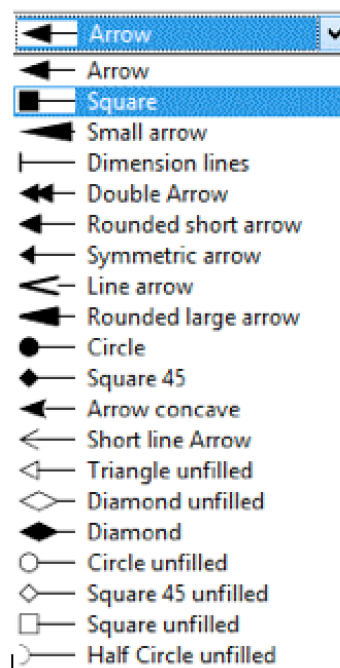 Arrow
Arrow
Square
Small arrow
Dimension lines
Double Arrow
Rounded short arrow
Symmetric arrow
Line arrow
Rounded large arrow
Circle
Square 45
Arrow concave
Short line Arrow
Triangle unfilled
Diamond unfilled
Diamond
Circle unfilled
Square 45 unfilled
Square unfilled
Half Circle unfilled